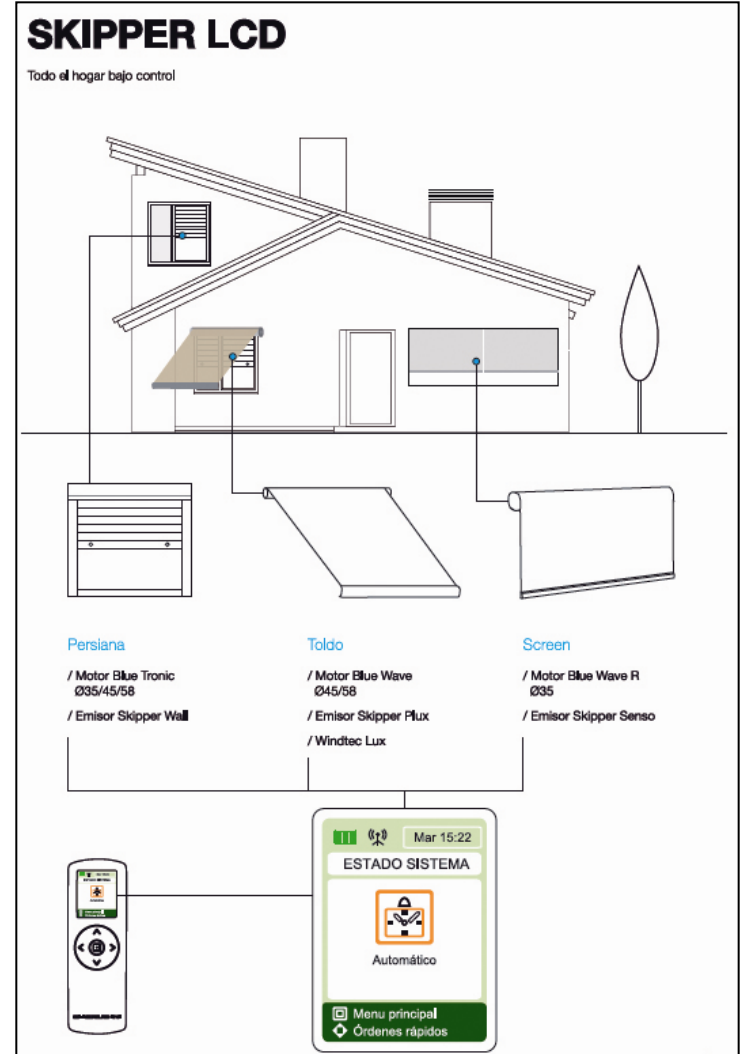 SKIPPER LCD
Todo el hogar bajo control
Persiana
/ Motor Blue Tronic
Ø35/45/58
/ Emisor Skipper Wall
Toldo
/ Motor Blue Wave
Ø45/58
/ Emisor Skipper Plux
/ Windtec Lux
Screen
/ Motor Blue Wave R
Ø35
/ Emisor Skipper Senso
Mar 15:22
ESTADO SISTEMA
Automático
Menu principal
Órdenes rápidos